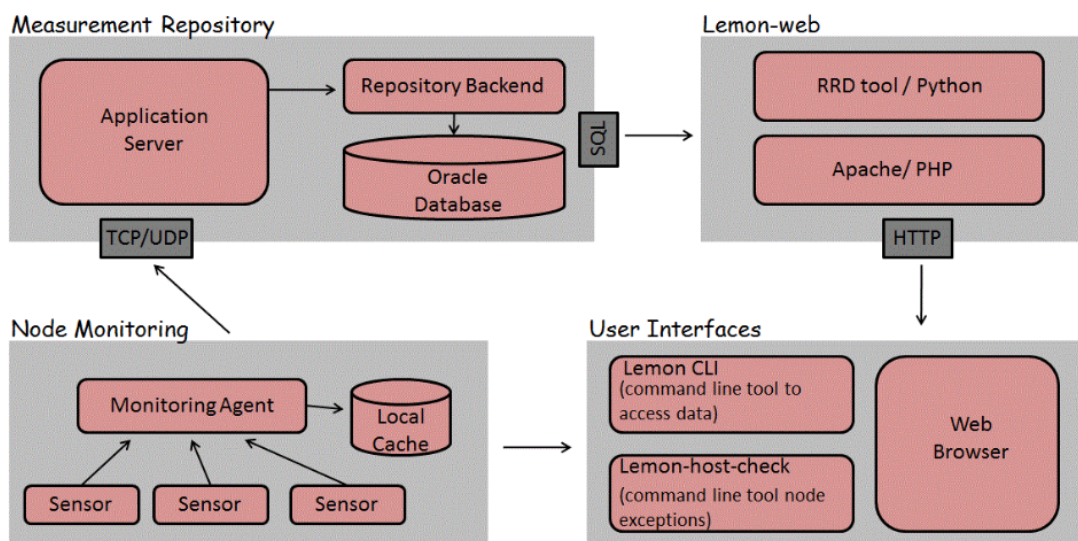 Measurement Repository
Application
Server
Repository Backend
Oracle
Database
SQL
TCP/UDP
Lemon-web
RRD tool / Python
Apache/ PHP
HTTP
Node Monitoring
Monitoring Agent
Local
Cache
Sensor
Sensor
Sensor
User Interfaces
Lemon CLI
(command line tool to
access data)
Lemon-host-check
(command line tool node
exceptions)
Web
Browser